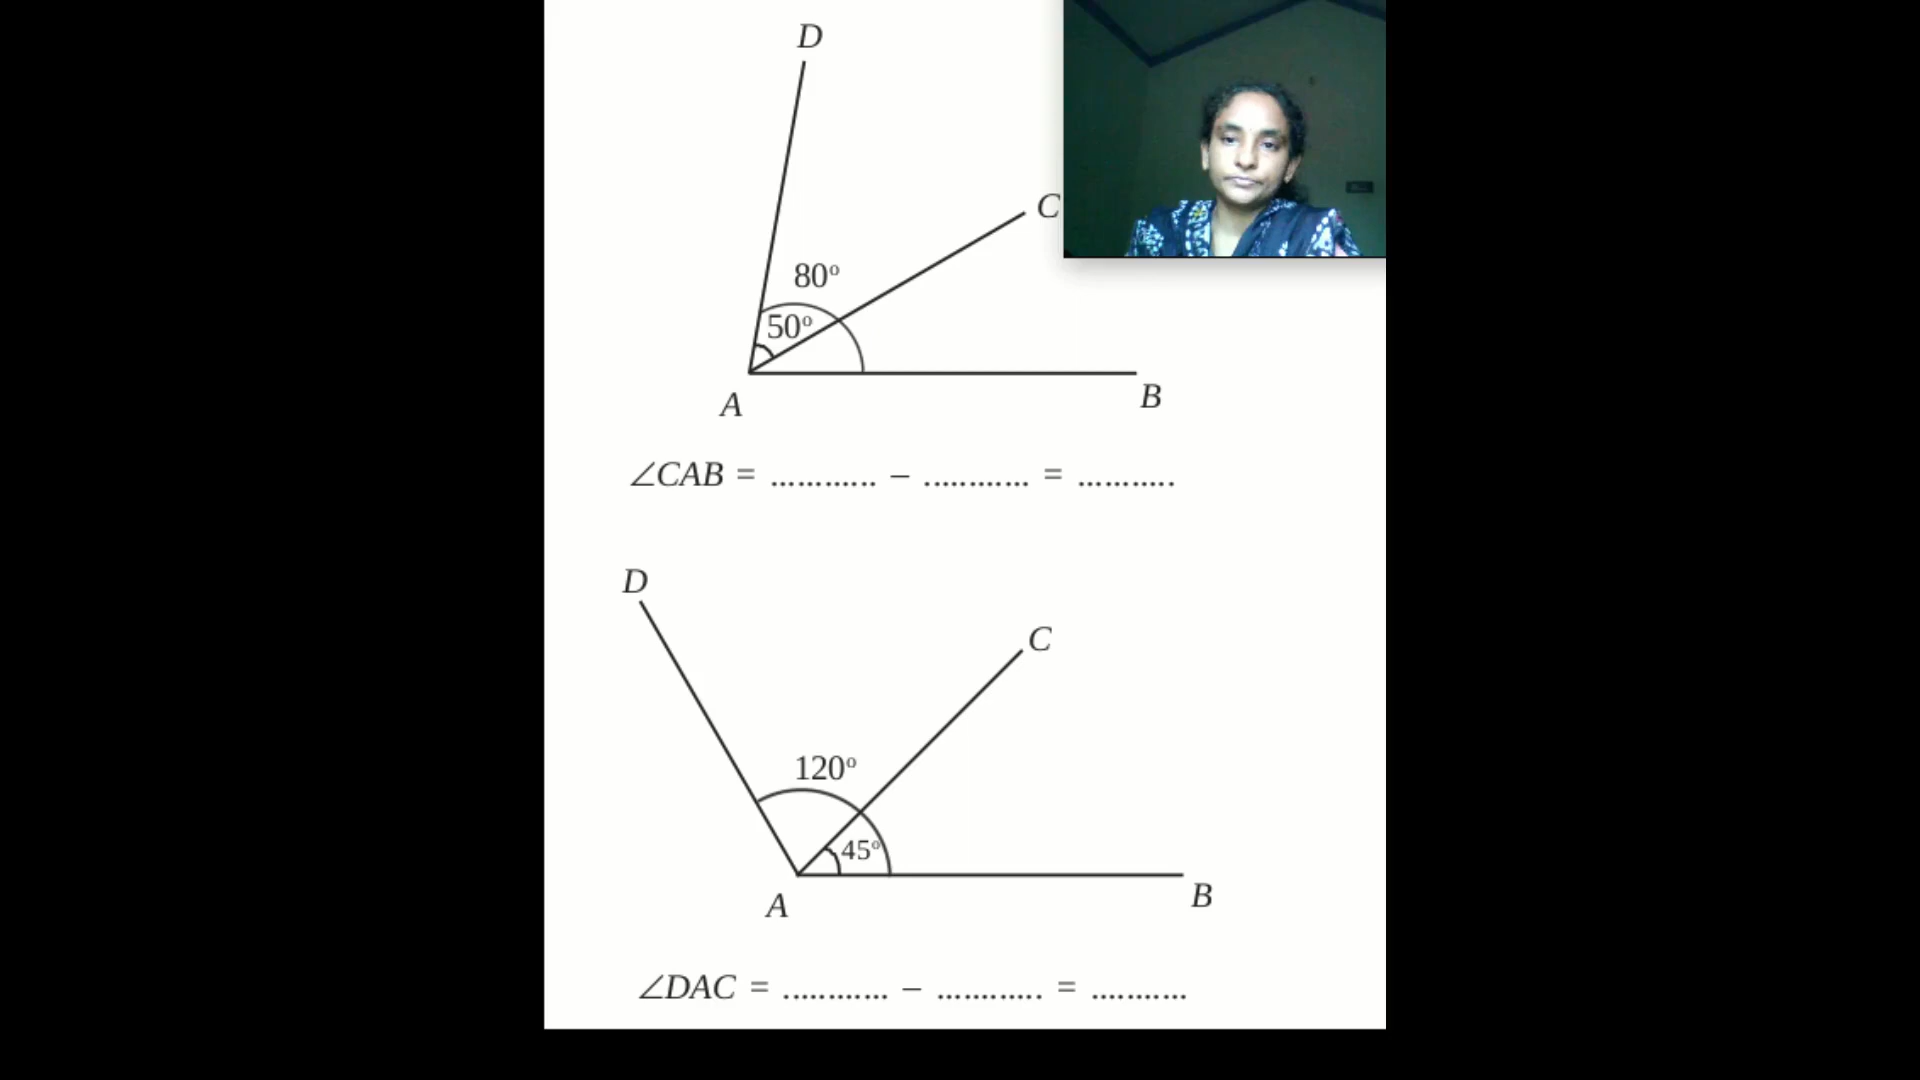 D
C
80°
50°
A
B
∠CAB = ............ – ............ = ...........
D
C
120°
45°
A
B
∠DAC = ............ – ............ = ...........